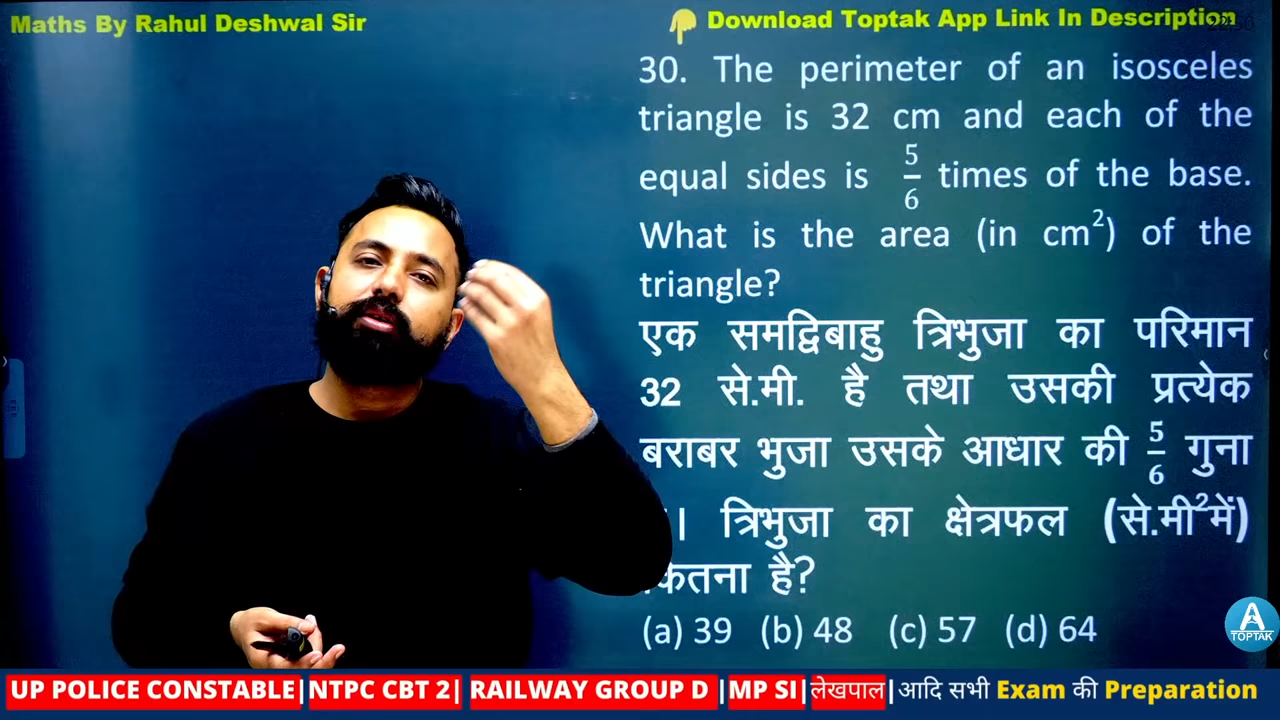 Maths By Rahul Deshwal Sir
Download Toptak App Link In Description
30. The perimeter of an isosceles
triangle is 32 cm and each of the
equal sides is 5/6 times of the base.
What is the area (in cm²) of the
triangle?
एक समद्विबाहु त्रिभुजा का परिमान
32 से.मी. है तथा उसकी प्रत्येक
बराबर भुजा उसके आधार की 5/6 गुना
। त्रिभुजा का क्षेत्रफल (से.मी²में)
है?
(a) 39 (b) 48 (c) 57 (d) 64
A
TOPTAK
UP POLICE CONSTABLE| NTPC CBT 2| RAILWAY GROUP D |MP SI|लेखपाल|आदि सभी Exam की Preparation